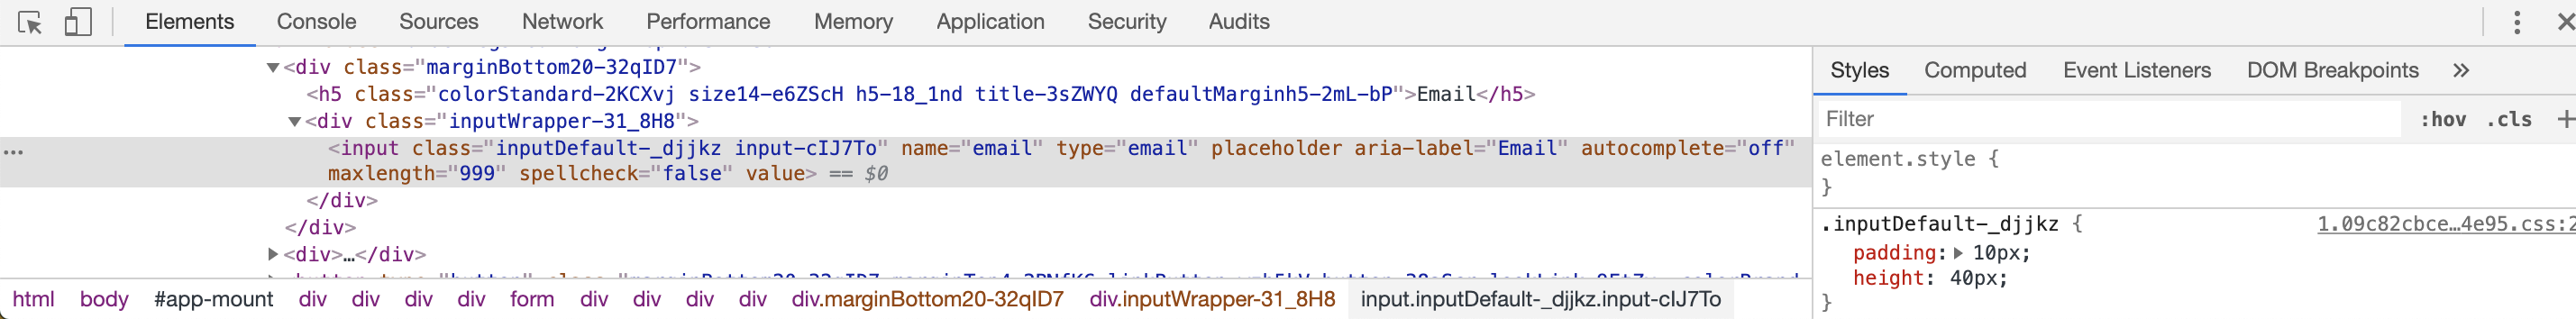 Elements Console Sources Network Performance Memory Application Security Audits
<div class="marginBottom20-32qID7">
<h5 class="colorStandard-2KCXvj size14-e6ZScH h5-18_1nd title-3sZWYQ defaultMarginh5-2mL-bP">Email</h5>
<div class="inputWrapper-31_8H8">
… <input class="inputDefault-_djjkz input-cIJ7To" name="email" type="email" placeholder aria-label="Email" autocomplete="off"
maxlength="999" spellcheck="false" value> == $0
</div>
</div>
<div>…</div>
html body #app-mount div div div div form div div div div div.marginBottom20-32qID7 div.inputWrapper-31_8H8 input.inputDefault-_djjkz.input-cIJ7To
Styles Computed Event Listeners DOM Breakpoints »
Filter :hov .cls +
element.style {
}
.inputDefault-_djjkz { 1.09c82cbce…4e95.css:2
padding: 10px;
height: 40px;
}